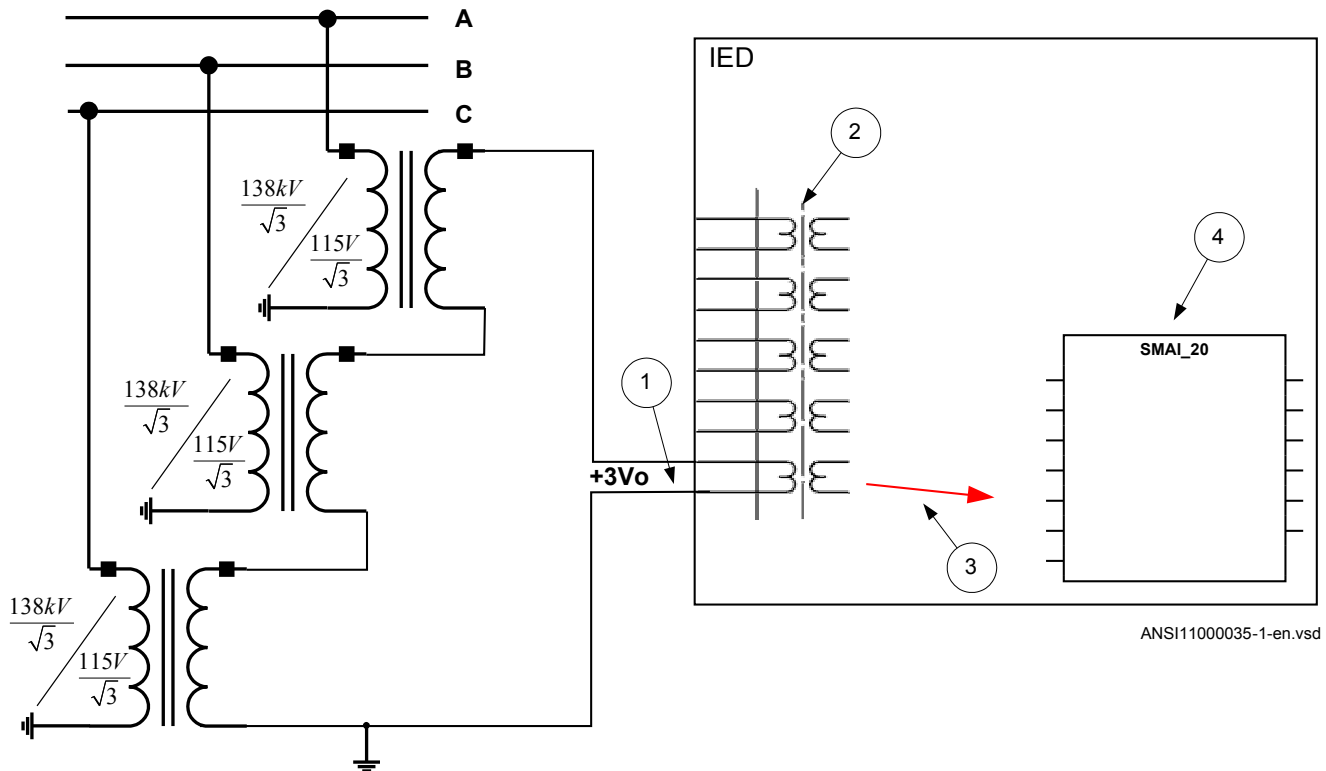 A
B
C
IED
2
138kV
√3
115V
√3
4
SMAI_20
138kV
√3
115V
√3
1
+3Vo
3
138kV
√3
115V
√3
ANSI11000035-1-en.vsd